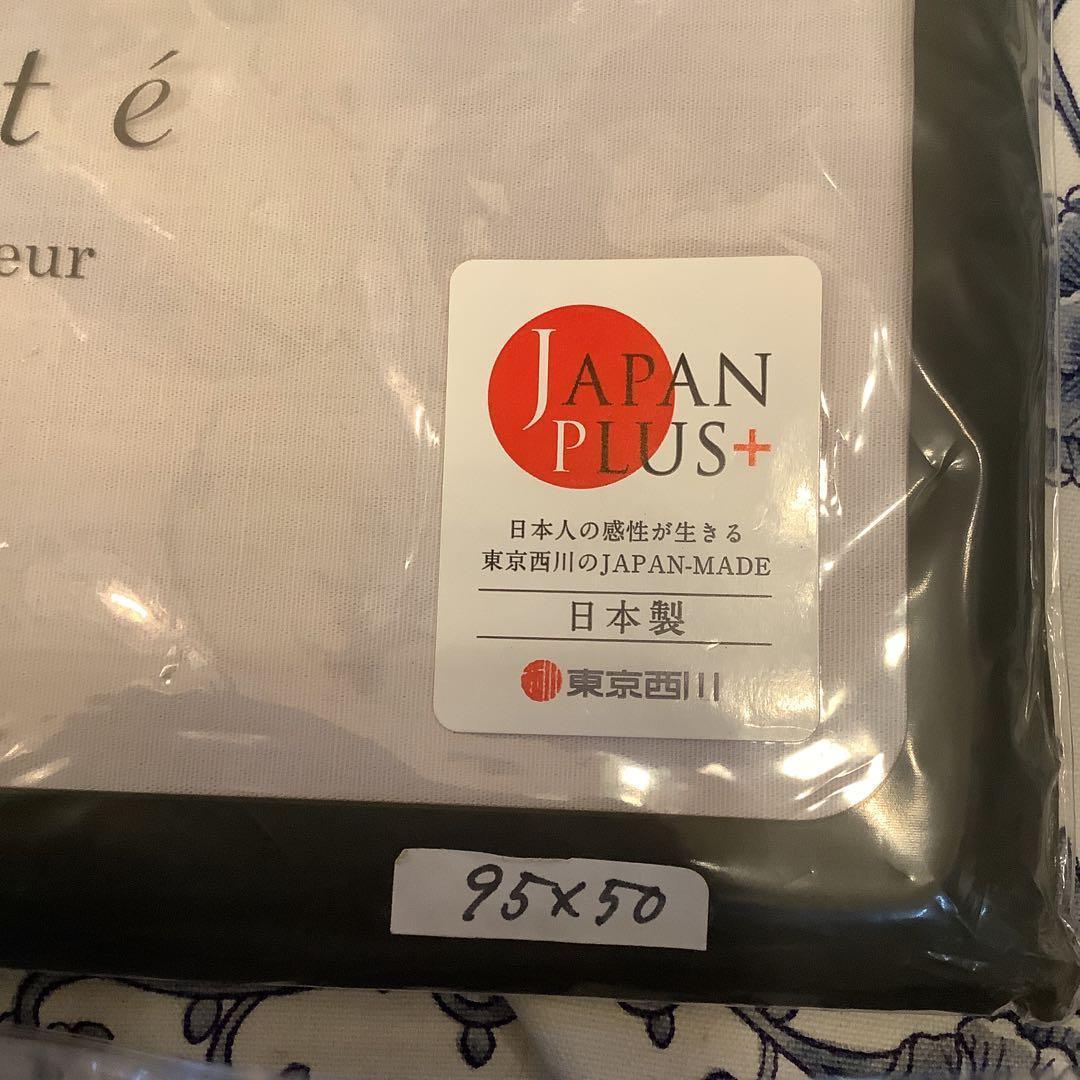 té
eur
JAPAN
PLUS+
日本人の感性が生きる
東京西川のJAPAN-MADE
日本製
東京西川
95×50